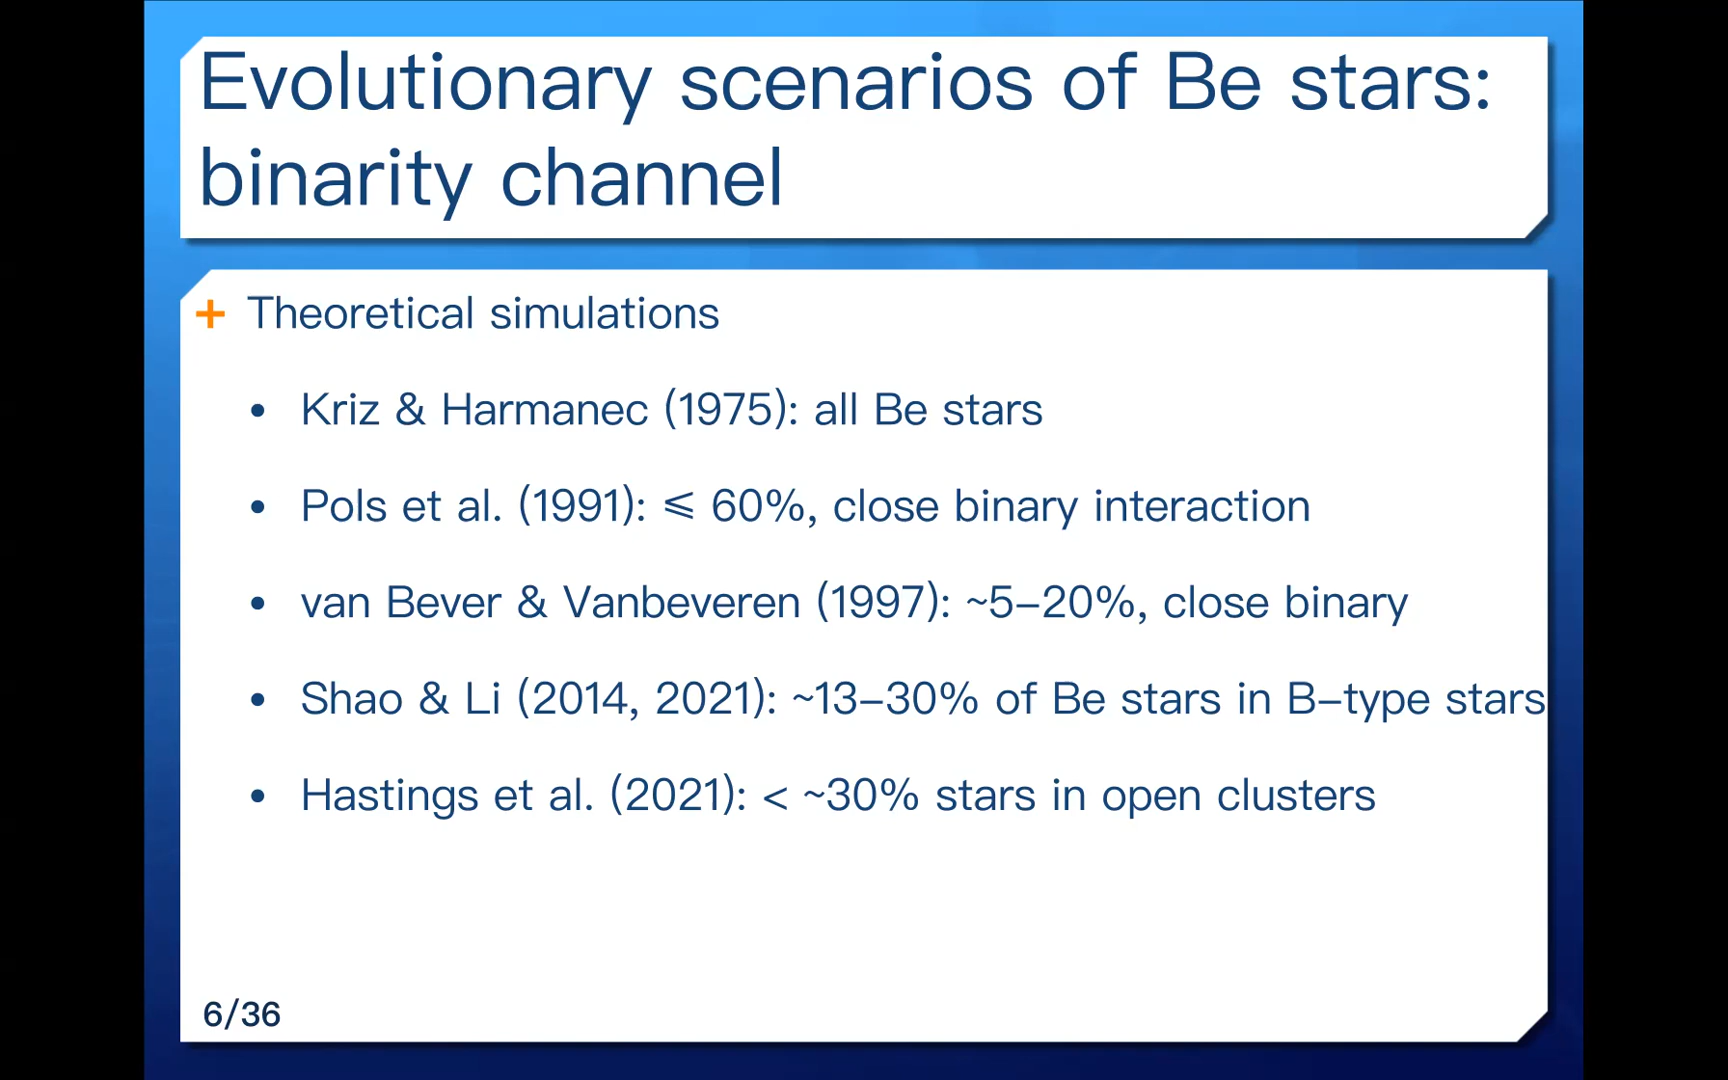 Evolutionary scenarios of Be stars:
binarity channel
+ Theoretical simulations
• Kriz & Harmanec (1975): all Be stars
• Pols et al. (1991): ⩽ 60%, close binary interaction
• van Bever & Vanbeveren (1997): ~5–20%, close binary
• Shao & Li (2014, 2021): ~13–30% of Be stars in B–type stars
• Hastings et al. (2021): < ~30% stars in open clusters
6/36